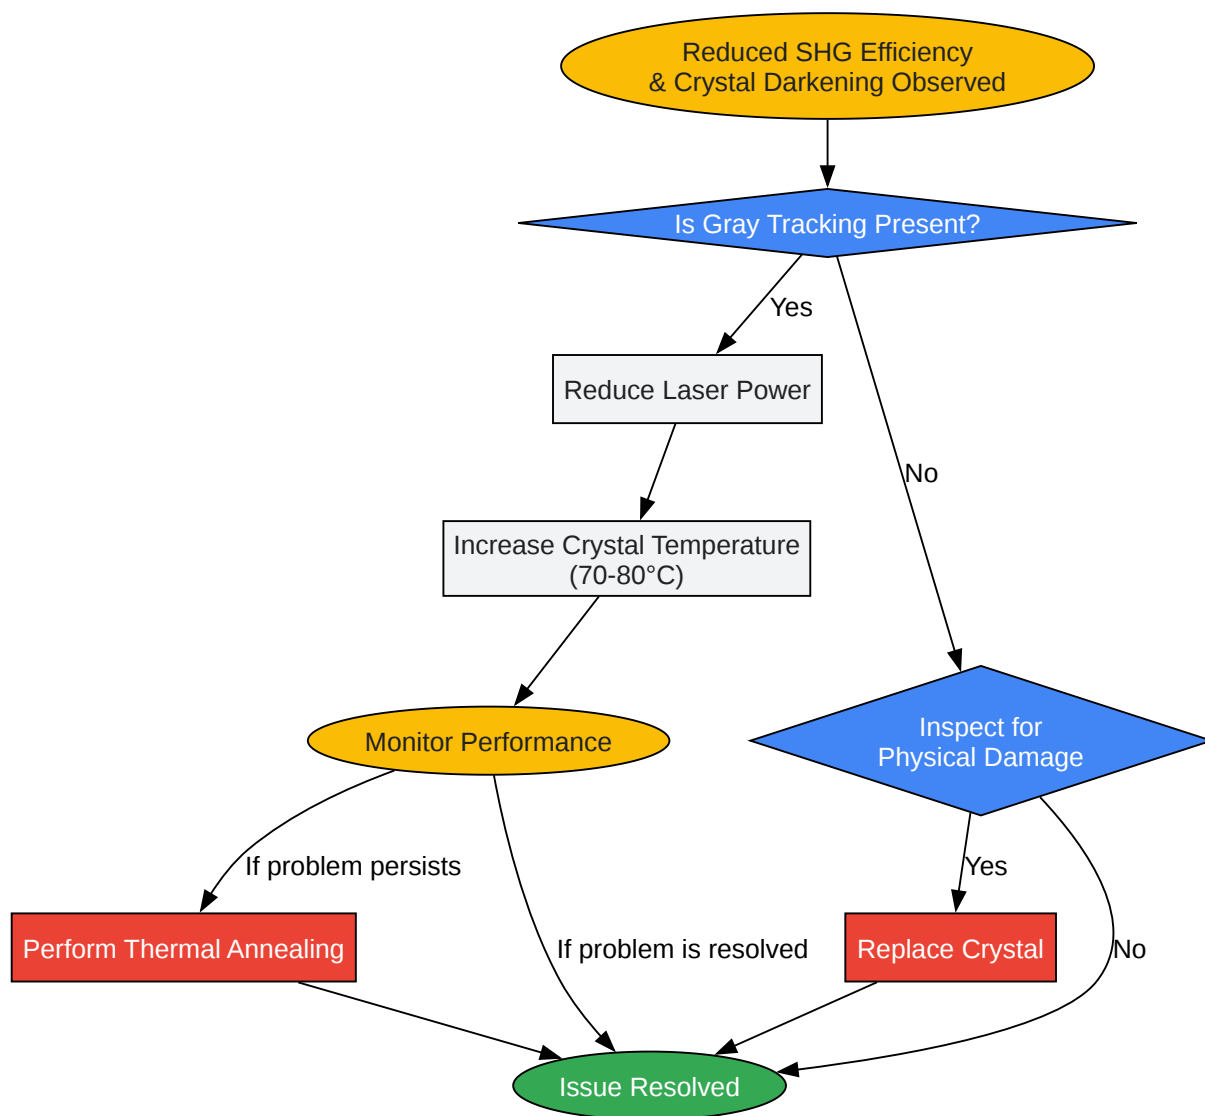 Reduced SHG Efficiency
& Crystal Darkening Observed
Is Gray Tracking Present?
Yes
Reduce Laser Power
No
Increase Crystal Temperature
(70-80°C)
Monitor Performance
Inspect for
Physical Damage
If problem persists
Yes
Perform Thermal Annealing
If problem is resolved
Replace Crystal
No
Issue Resolved